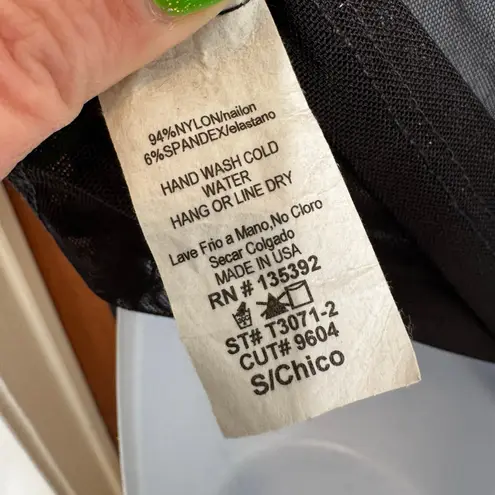 94%NYLON/nailon
6%SPANDEX/elastano
HAND WASH COLD
WATER
HANG OR LINE DRY
Lave Frio a Mano,No Cloro
Secar Colgado
MADE IN USA
RN # 135392
ST# T3071-2
CUT# 9604
S/Chico